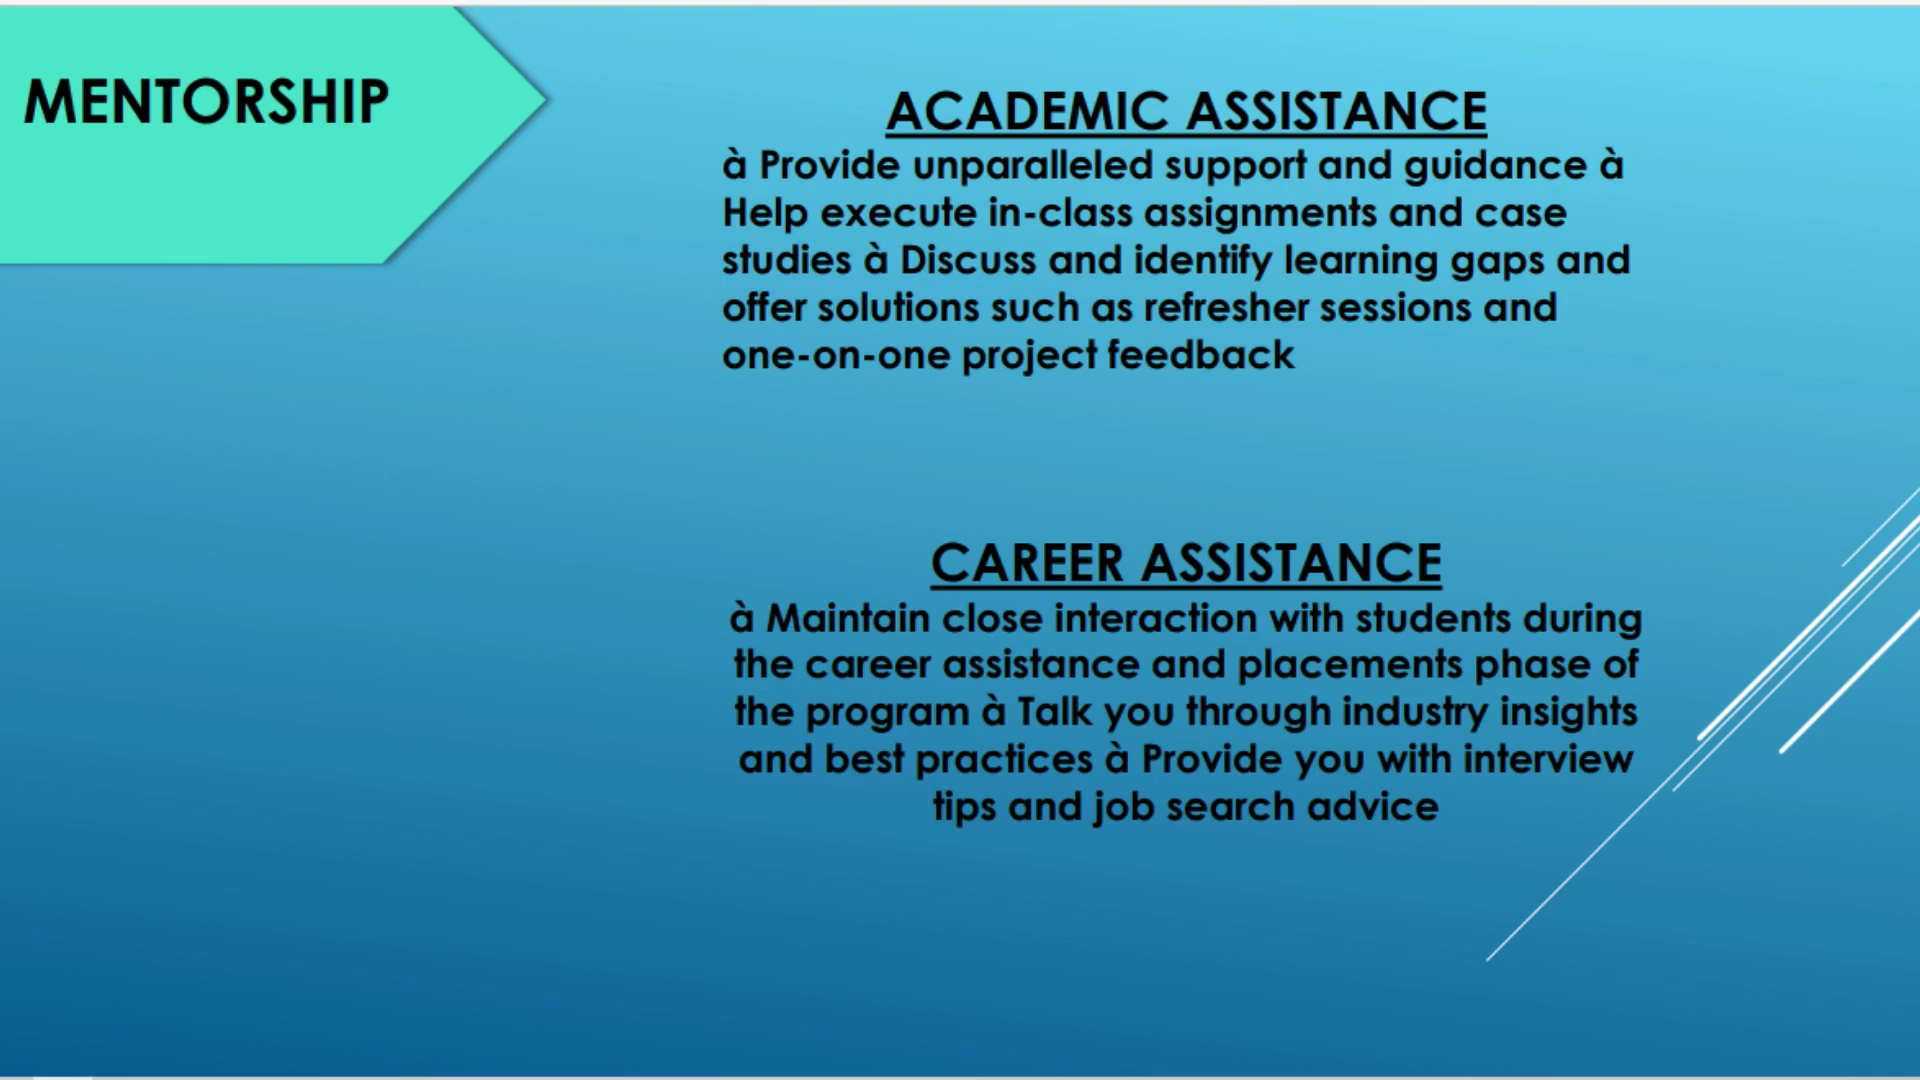 MENTORSHIP
ACADEMIC ASSISTANCE
à Provide unparalleled support and guidance à
Help execute in-class assignments and case
studies à Discuss and identify learning gaps and
offer solutions such as refresher sessions and
one-on-one project feedback
CAREER ASSISTANCE
à Maintain close interaction with students during
the career assistance and placements phase of
the program à Talk you through industry insights
and best practices à Provide you with interview
tips and job search advice